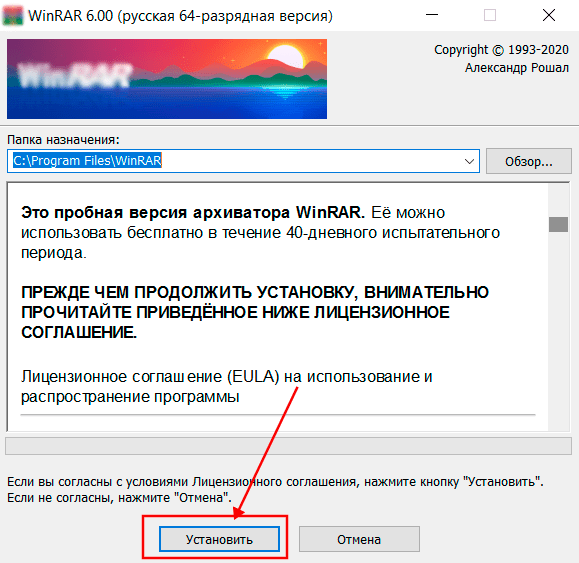 WinRAR 6.00 (русская 64-разрядная версия)
WinRAR
Copyright © 1993-2020
Александр Рошал
Папка назначения:
C:\Program Files\WinRAR
Обзор...
Это пробная версия архиватора WinRAR. Её можно
использовать бесплатно в течение 40-дневного испытательного
периода.
ПРЕЖДЕ ЧЕМ ПРОДОЛЖИТЬ УСТАНОВКУ, ВНИМАТЕЛЬНО
ПРОЧИТАЙТЕ ПРИВЕДЁННОЕ НИЖЕ ЛИЦЕНЗИОННОЕ
СОГЛАШЕНИЕ.
Лицензионное соглашение (EULA) на использование и
распространение программы
Если вы согласны с условиями Лицензионного соглашения, нажмите кнопку "Установить".
Если не согласны, нажмите "Отмена".
Установить
Отмена